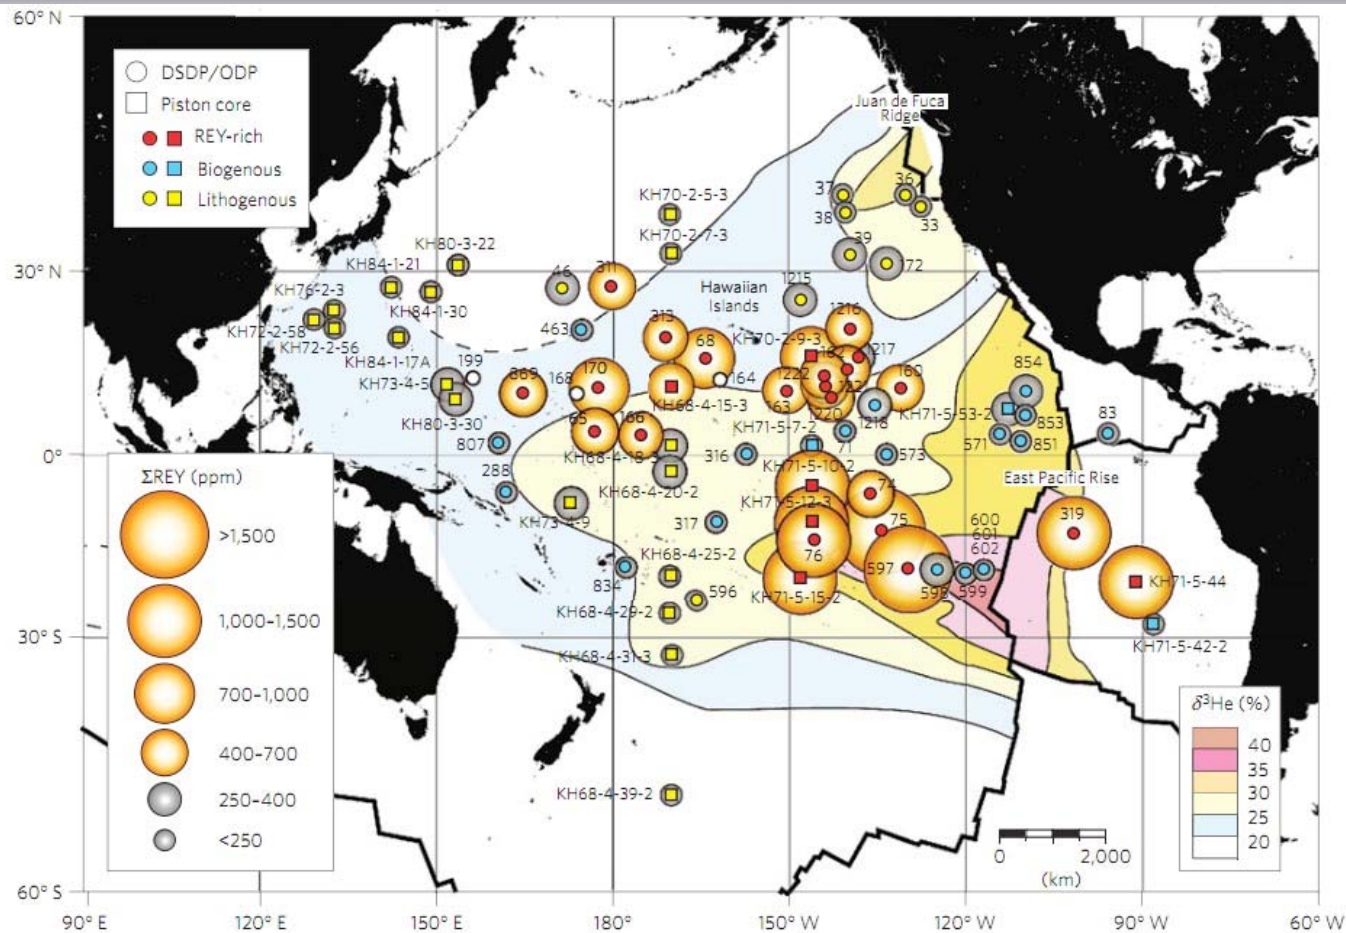 60° N
30° N
0°
30° S
60° S
90° E
120° E
150° E
180°
150° W
120° W
90° W
60° W
DSDP/ODP
Piston core
REY-rich
Biogenous
Lithogenous
Juan de Fuca
Ridge
37
38
36
33
39
172
KH70-2-5-3
KH70-2-7-3
KH80-3-22
KH84-1-21
KH76-2-3
KH84-1-30
KH72-2-58
KH72-2-56
KH84-1-17A
46
311
463
Hawaiian
Islands
1215
1216
313
68
KH70-2-9-3
162
1217
199
KH73-4-5
KH80-3-30
369
168
170
164
1222
163
1221
1220
160
KH68-4-15-3
KH71-5-53-2
1218
854
853
851
571
83
65
166
KH68-4-18-3
KH71-5-7-2
71
807
288
316
573
KH71-5-10-2
KH68-4-20-2
KH73-4-9
KH71-5-12-3
74
75
East Pacific Rise
317
76
597
598
599
600
601
602
319
834
KH68-4-25-2
596
KH71-5-15-2
KH71-5-44
KH68-4-29-2
KH71-5-42-2
KH68-4-31-3
KH68-4-39-2
ΣREY (ppm)
>1,500
1,000–1,500
700–1,000
400–700
250–400
<250
δ³He (%)
40
35
30
25
20
0 2,000
(km)